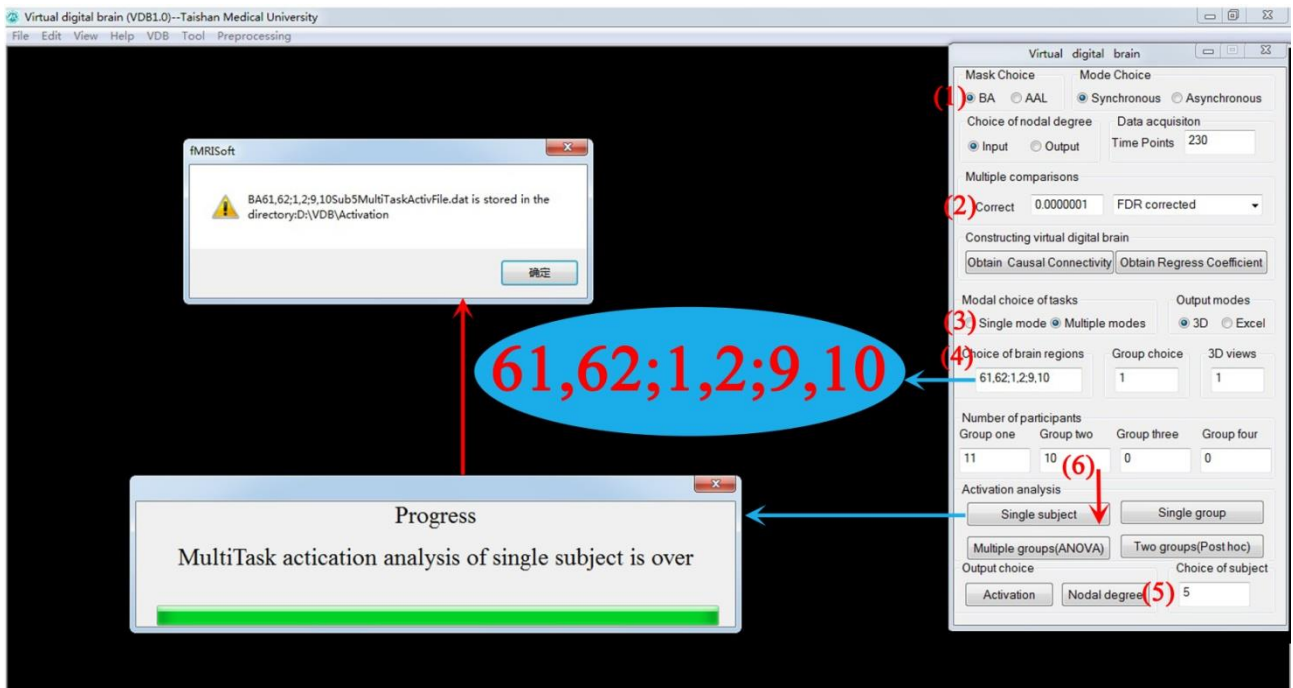 Virtual digital brain (VDB1.0)--Taishan Medical University
File Edit View Help VDB Tool Preprocessing
fMRISoft
BA61,62;1,2;9,10Sub5MultiTaskActivFile.dat is stored in the
directory:D:\VDB\Activation
确定
61,62;1,2;9,10
Progress
MultiTask actication analysis of single subject is over
Virtual digital brain
Mask Choice Mode Choice
(1) BA AAL Synchronous Asynchronous
Choice of nodal degree Data acquisiton
Input Output Time Points 230
Multiple comparisons
(2) Correct 0.0000001 FDR corrected
Constructing virtual digital brain
Obtain Causal Connectivity Obtain Regress Coefficient
Modal choice of tasks Output modes
(3) Single mode Multiple modes 3D Excel
(4) Choice of brain regions Group choice 3D views
61,62;1,2;9,10 1 1
Number of participants
Group one Group two Group three Group four
11 10 0 0
(6)
Activation analysis
Single subject Single group
Multiple groups(ANOVA) Two groups(Post hoc)
Output choice Choice of subject
Activation Nodal degree (5) 5